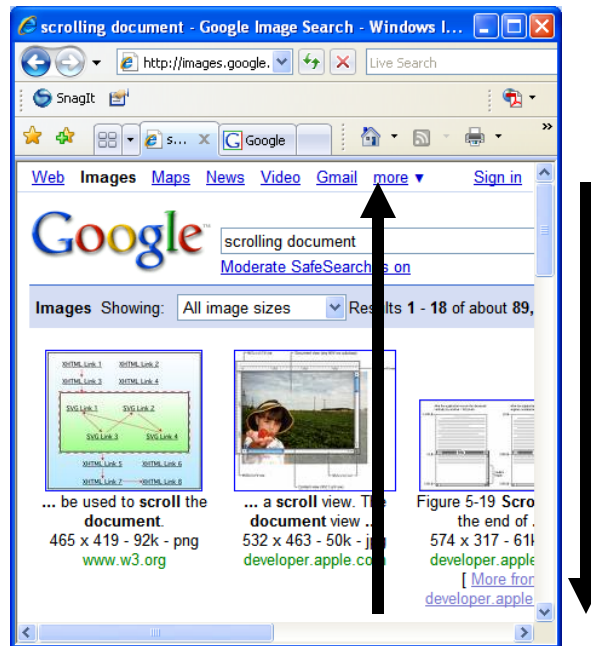 scrolling document - Google Image Search - Windows I...
http://images.google. Live Search
SnagIt
s... Google »
Web Images Maps News Video Gmail more ▼ Sign in
Google™
scrolling document
Moderate SafeSearch is on
Images Showing: All image sizes Results 1 - 18 of about 89,
XHTML Link 1 XHTML Link 2
XHTML Link 3 XHTML Link 4
SVG Link 1 SVG Link 2
SVG Link 3 SVG Link 4
XHTML Link 5 XHTML Link 6
XHTML Link 7 XHTML Link 8
... be used to scroll the
document.
465 x 419 - 92k - png
www.w3.org
... a scroll view. The
document view ...
532 x 463 - 50k - jpg
developer.apple.com
Figure 5-19 Scro
the end of .
574 x 317 - 61k
developer.apple
[ More from
developer.apple.